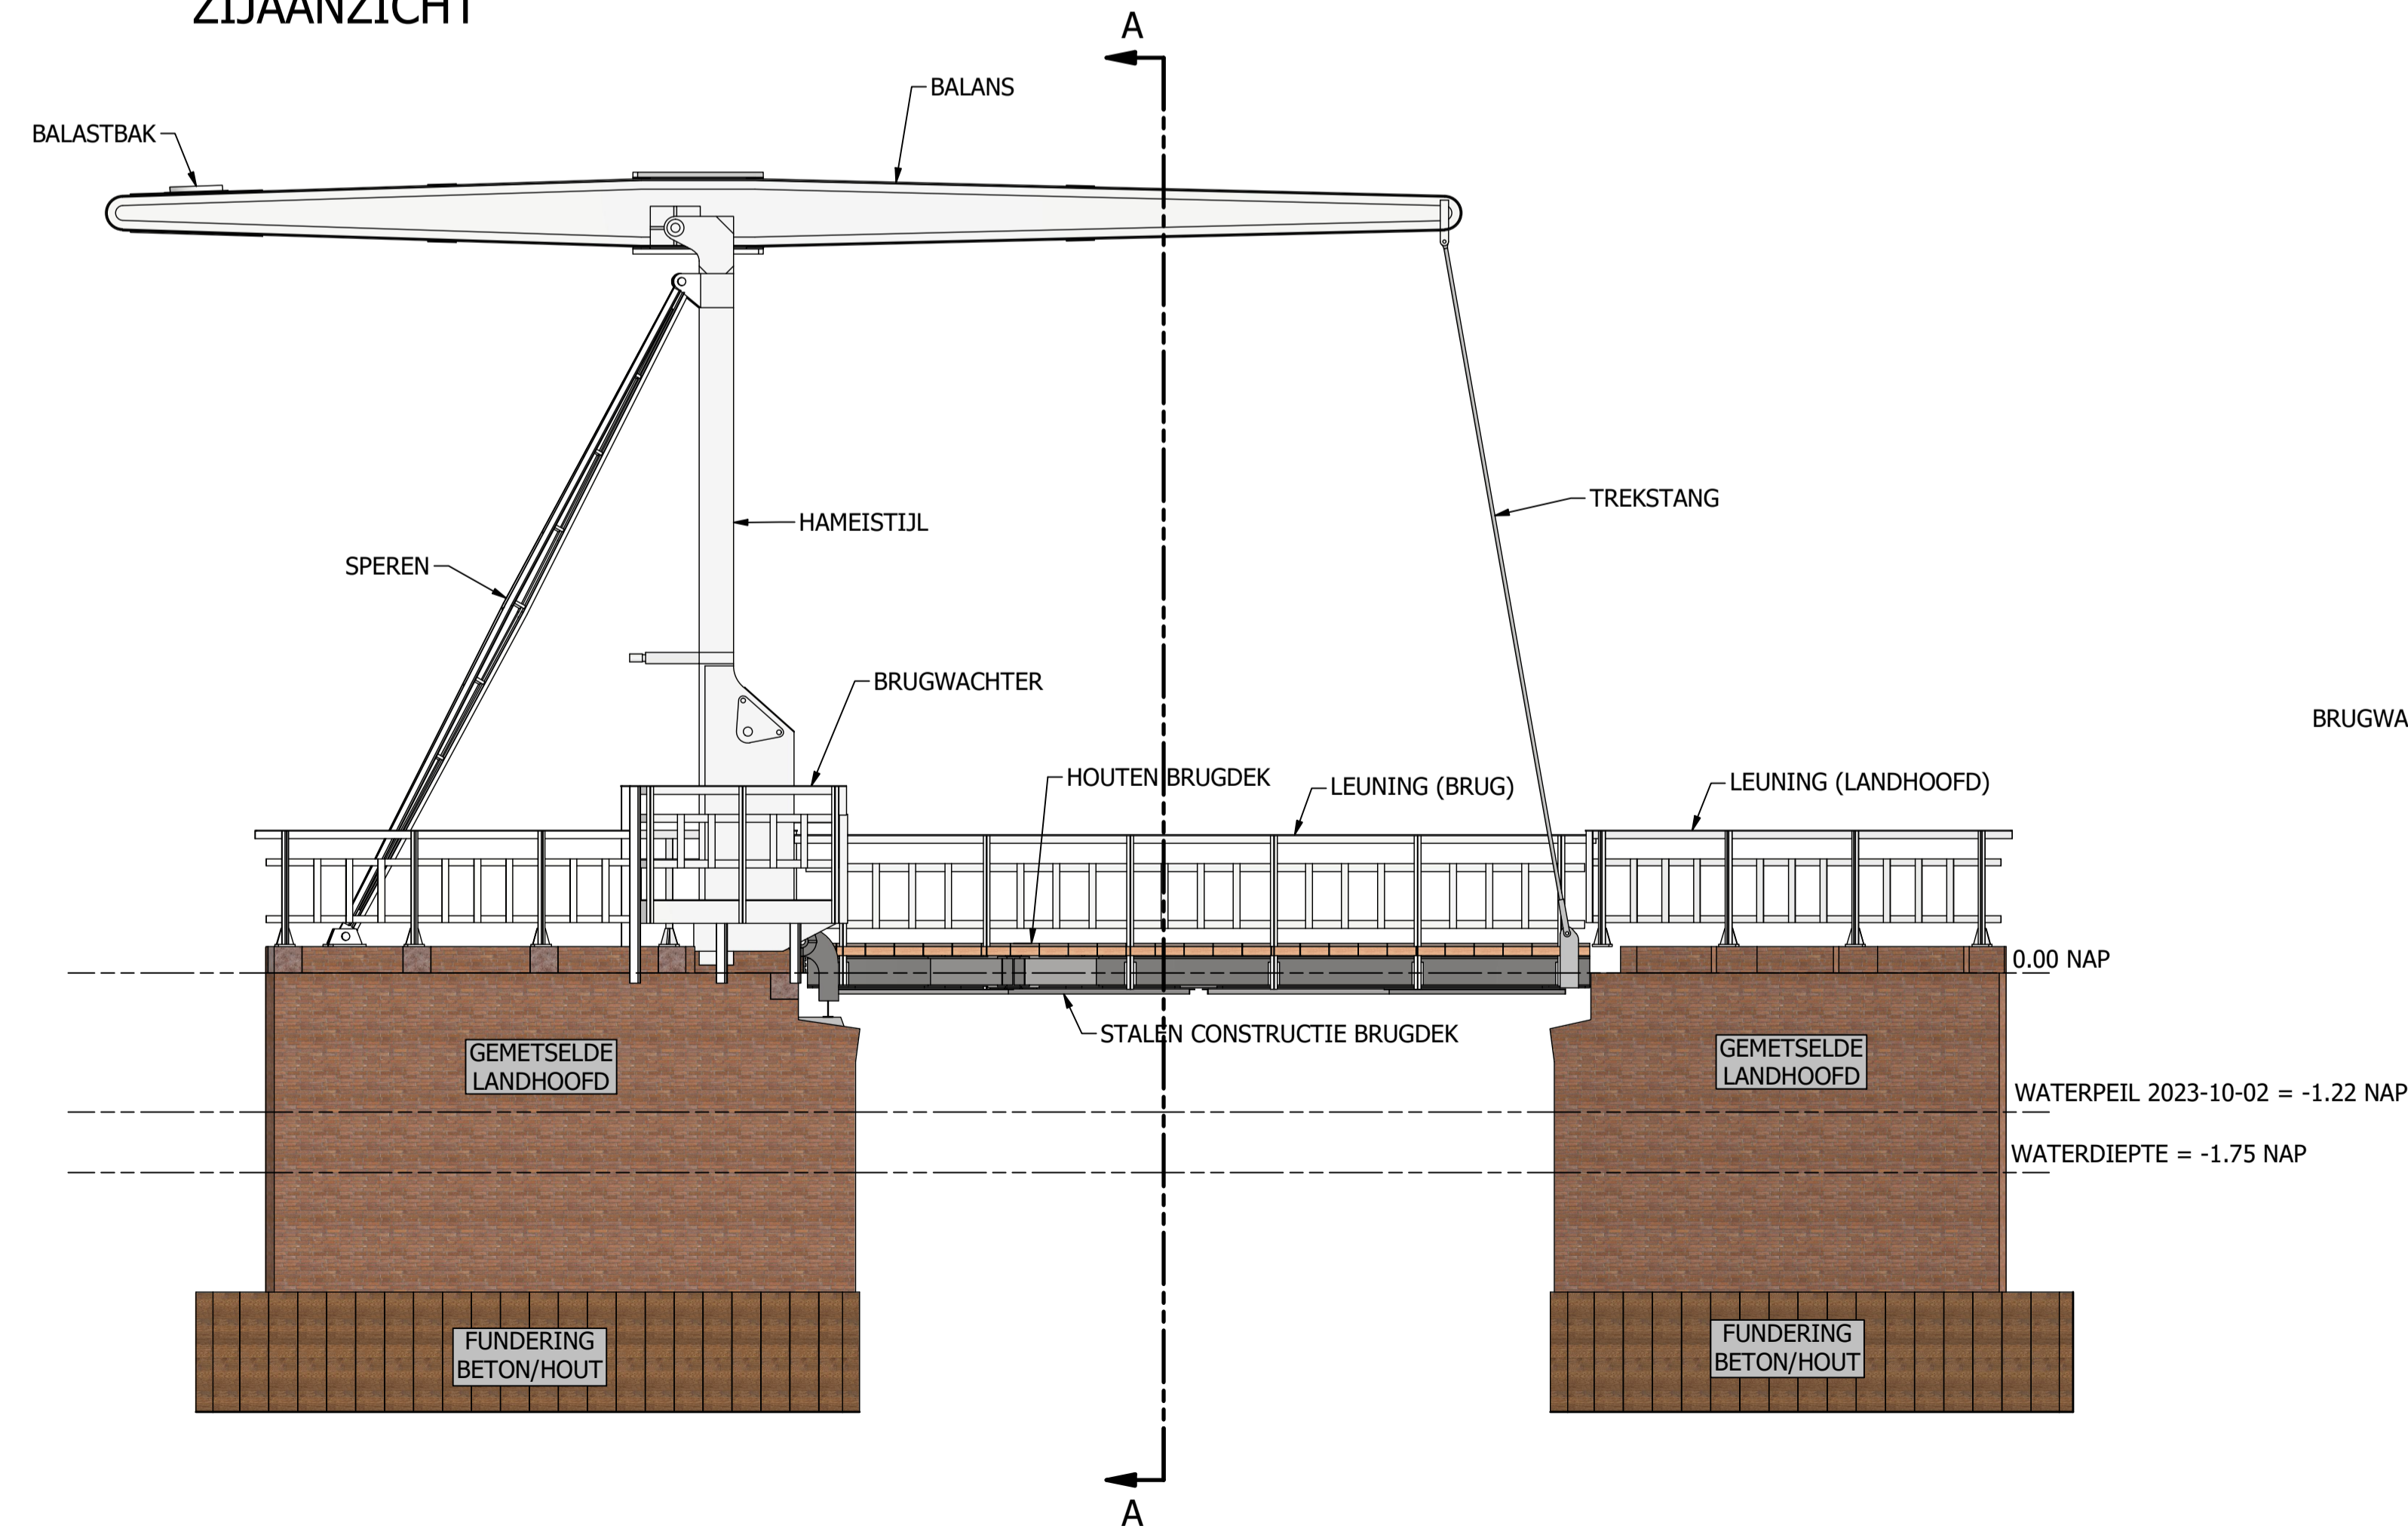 ZIJAANZICHT
A
BALANS
BALASTBAK
TREKSTANG
HAMEISTIJL
SPEREN
BRUGWACHTER
BRUGWA
HOUTEN BRUGDEK
LEUNING (BRUG)
LEUNING (LANDHOOFD)
0.00 NAP
STALEN CONSTRUCTIE BRUGDEK
GEMETSELDE
LANDHOOFD
GEMETSELDE
LANDHOOFD
WATERPEIL 2023-10-02 = -1.22 NAP
WATERDIEPTE = -1.75 NAP
FUNDERING
BETON/HOUT
FUNDERING
BETON/HOUT
A